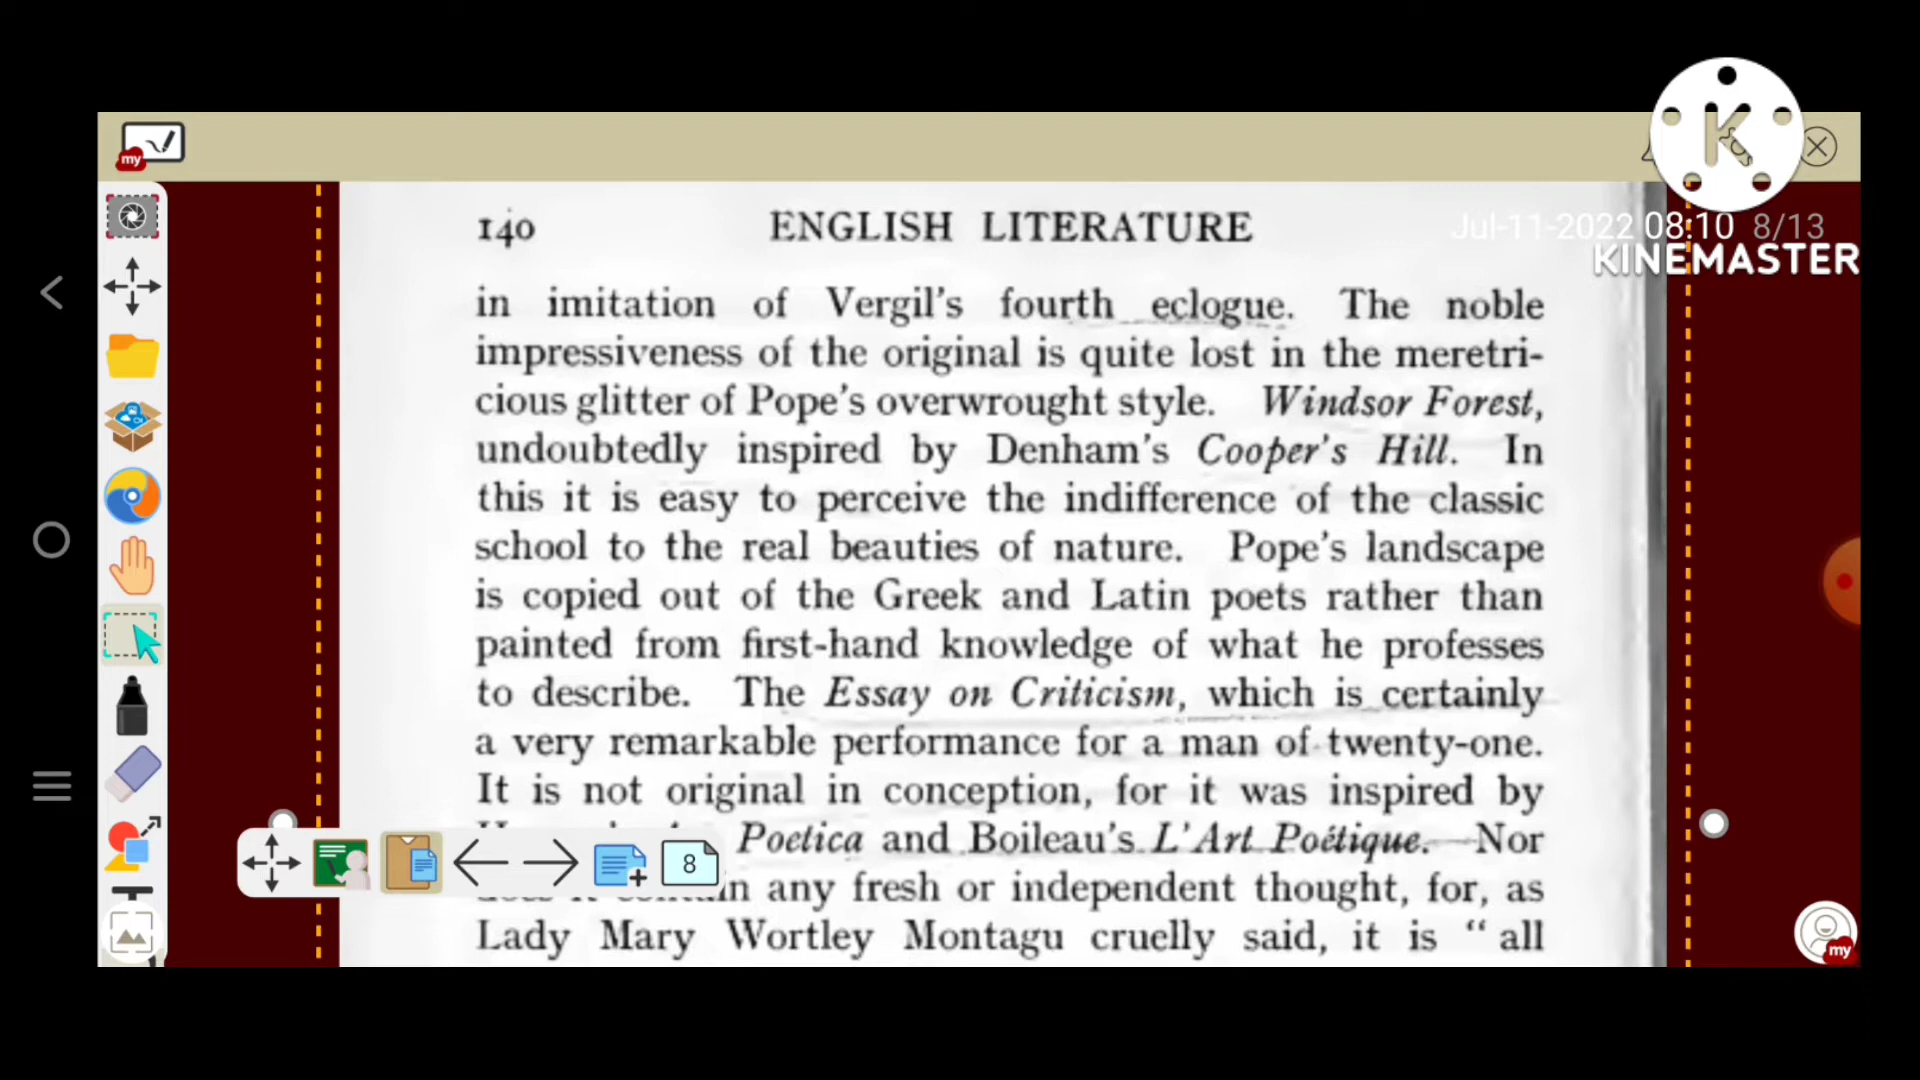 my
Jul-11-2022 08:10 8/13
KINEMASTER
140 ENGLISH LITERATURE
in imitation of Vergil's fourth eclogue. The noble
impressiveness of the original is quite lost in the meretri-
cious glitter of Pope's overwrought style. Windsor Forest,
undoubtedly inspired by Denham's Cooper's Hill. In
this it is easy to perceive the indifference of the classic
school to the real beauties of nature. Pope's landscape
is copied out of the Greek and Latin poets rather than
painted from first-hand knowledge of what he professes
to describe. The Essay on Criticism, which is certainly
a very remarkable performance for a man of twenty-one.
It is not original in conception, for it was inspired by
Poetica and Boileau's L'Art Poétique. Nor
any fresh or independent thought, for, as
Lady Mary Wortley Montagu cruelly said, it is "all
8
my